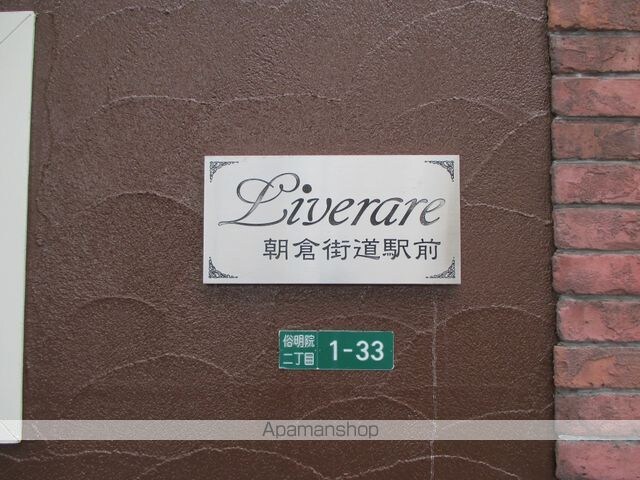 Liverare
朝倉街道駅前
俗明院
二丁目
1-33
Apamanshop